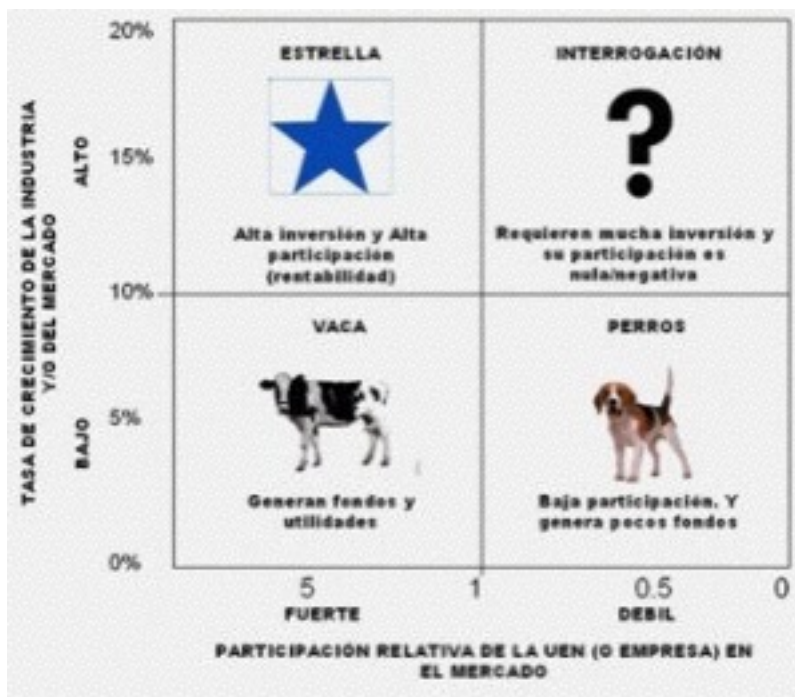 TASA DE CRECIMIENTO DE LA INDUSTRIA
Y/O DEL MERCADO
ALTO
BAJO
20%
15%
10%
5%
0%
ESTRELLA
Alta inversión y Alta
participación
(rentabilidad)
INTERROGACIÓN
?
Requieren mucha inversión y
su participación es
nula/negativa
VACA
Generan fondos y
utilidades
PERROS
Baja participación. Y
genera pocos fondos
5
1
0.5
0
FUERTE
DEBIL
PARTICIPACIÓN RELATIVA DE LA UEN (O EMPRESA) EN
EL MERCADO